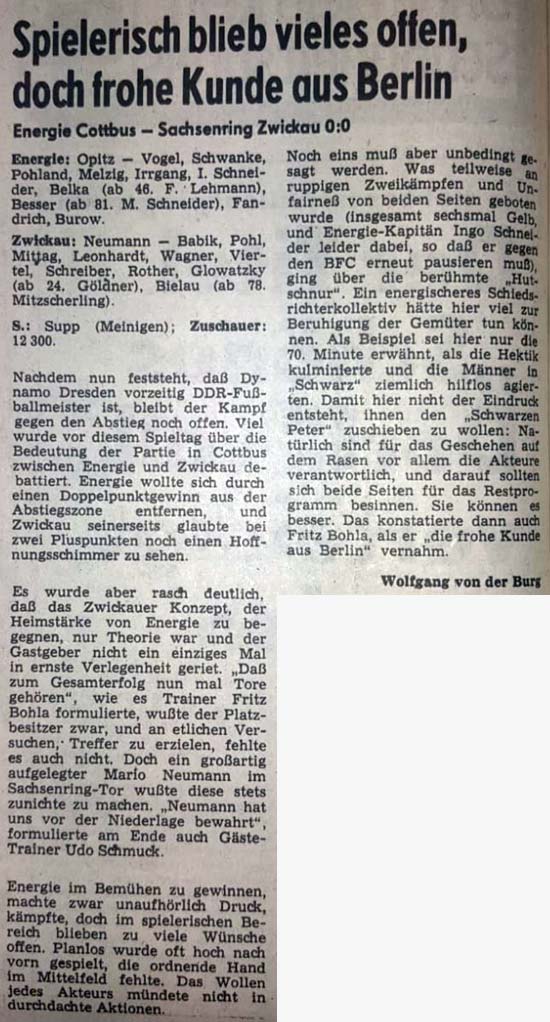 Spielerisch blieb vieles offen,
doch frohe Kunde aus Berlin
Energie Cottbus – Sachsenring Zwickau 0:0
Energie: Opitz — Vogel, Schwanke,
Pohland, Melzig, Irrgang, I. Schnei-
der, Belka (ab 46. F. Lehmann),
Besser (ab 81. M. Schneider), Fan-
drich, Burow.
Zwickau: Neumann — Babik, Pohl,
Mittag, Leonhardt, Wagner, Vier-
tel, Schreiber, Rother, Glowatzky
(ab 24. Göldner), Bielau (ab 78.
Mitzscherling).
S.: Supp (Meinigen); Zuschauer:
12 300.
Nachdem nun feststeht, daß Dy-
namo Dresden vorzeitig DDR-Fuß-
ballmeister ist, bleibt der Kampf
gegen den Abstieg noch offen. Viel
wurde vor diesem Spieltag über die
Bedeutung der Partie in Cottbus
zwischen Energie und Zwickau de-
battiert. Energie wollte sich durch
einen Doppelpunktgewinn aus der
Abstiegszone entfernen, und
Zwickau seinerseits glaubte bei
zwei Pluspunkten noch einen Hoff-
nungsschimmer zu sehen.
Es wurde aber rasch deutlich,
daß das Zwickauer Konzept, der
Heimstärke von Energie zu be-
gegnen, nur Theorie war und der
Gastgeber nicht ein einziges Mal
in ernste Verlegenheit geriet. „Daß
zum Gesamterfolg nun mal Tore
gehören“, wie es Trainer Fritz
Bohla formulierte, wußte der Platz-
besitzer zwar, und an etlichen Ver-
suchen, Treffer zu erzielen, fehlte
es auch nicht. Doch ein großartig
aufgelegter Mario Neumann im
Sachsenring-Tor wußte diese stets
zunichte zu machen. „Neumann hat
uns vor der Niederlage bewahrt“,
formulierte am Ende auch Gäste-
Trainer Udo Schmuck.
Energie im Bemühen zu gewinnen,
machte zwar unaufhörlich Druck,
kämpfte, doch im spielerischen Be-
reich blieben zu viele Wünsche
offen. Planlos wurde oft hoch nach
vorn gespielt, die ordnende Hand
im Mittelfeld fehlte. Das Wollen
jedes Akteurs mündete nicht in
durchdachte Aktionen.
Noch eins muß aber unbedingt ge-
sagt werden. Was teilweise an
ruppigen Zweikämpfen und Un-
fairneß von beiden Seiten geboten
wurde (insgesamt sechsmal Gelb,
und Energie-Kapitän Ingo Schnei-
der leider dabei, so daß er gegen
den BFC erneut pausieren muß),
ging über die berühmte „Hut-
schnur“. Ein energischeres Schieds-
richterkollektiv hätte hier viel zur
Beruhigung der Gemüter tun kön-
nen. Als Beispiel sei hier nur die
70. Minute erwähnt, als die Hektik
kulminierte und die Männer in
„Schwarz“ ziemlich hilflos agier-
ten. Damit hier nicht der Eindruck
entsteht, ihnen den „Schwarzen
Peter“ zuschieben zu wollen: Na-
türlich sind für das Geschehen auf
dem Rasen vor allem die Akteure
verantwortlich, und darauf sollten
sich beide Seiten für das Restpro-
gramm besinnen. Sie können es
besser. Das konstatierte dann auch
Fritz Bohla, als er „die frohe Kunde
aus Berlin“ vernahm.
Wolfgang von der Burg